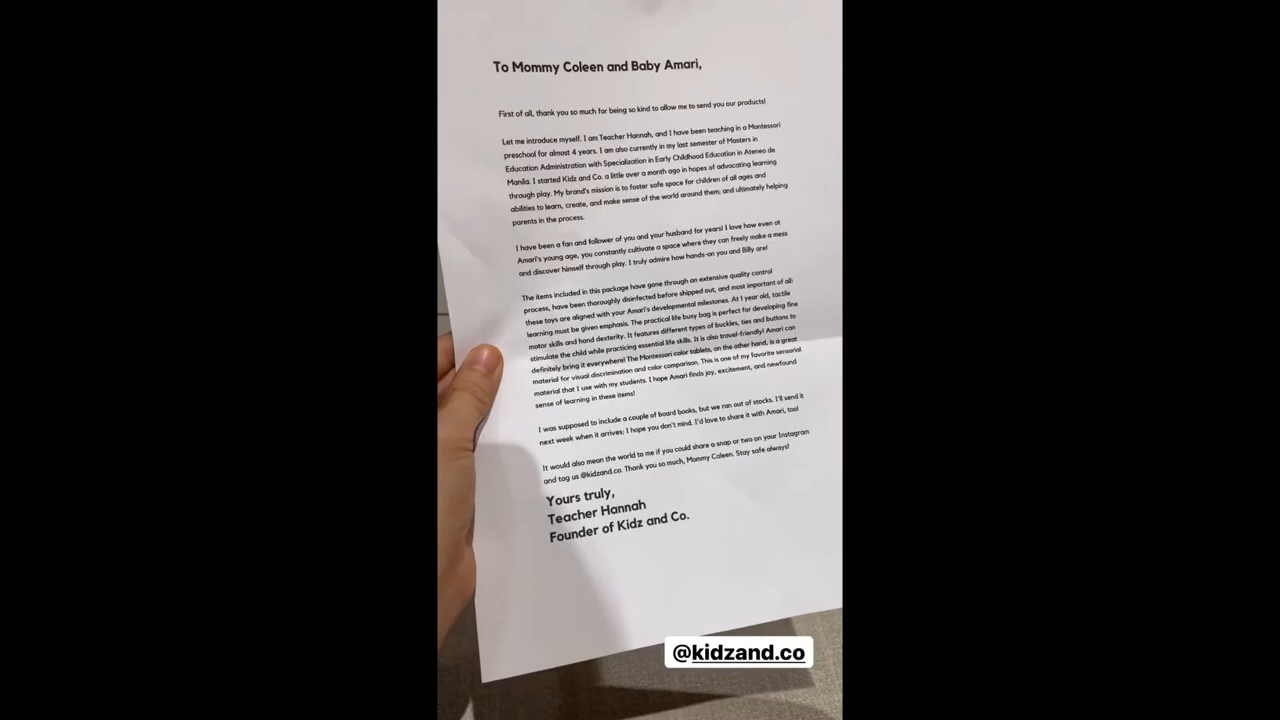 To Mommy Coleen and Baby Amari,
First of all, thank you so much for being so kind to allow me to send you our products!
Let me introduce myself. I am Teacher Hannah, and I have been teaching in a Montessori
preschool for almost 4 years. I am also currently in my last semester of Masters in
Education Administration with Specialization in Early Childhood Education in Ateneo de
Manila. I started Kidz and Co. a little over a month ago in hopes of advocating learning
through play. My brand's mission is to foster safe space for children of all ages and
abilities to learn, create, and make sense of the world around them; and ultimately helping
parents in the process.
I have been a fan and follower of you and your husband for years! I love how even at
Amari's young age, you constantly cultivate a space where they can freely make a mess
and discover himself through play. I truly admire how hands-on you and Billy are!
The items included in this package have gone through an extensive quality control
process, have been thoroughly disinfected before shipped out, and most important of all:
these toys are aligned with your Amari's developmental milestones. At 1 year old, tactile
learning must be given emphasis. The practical life busy bag is perfect for developing fine
motor skills and hand dexterity. It features different types of buckles, ties and buttons to
stimulate the child while practicing essential life skills. It is also travel-friendly! Amari can
definitely bring it everywhere! The Montessori color tablets, on the other hand, is a great
material for visual discrimination and color comparison. This is one of my favorite sensorial
material that I use with my students. I hope Amari finds joy, excitement, and newfound
sense of learning in these items!
I was supposed to include a couple of board books, but we ran out of stocks. I'll send it
next week when it arrives; I hope you don't mind. I'd love to share it with Amari, too!
It would also mean the world to me if you could share a snap or two on your Instagram
and tag us @kidzand.co. Thank you so much, Mommy Coleen. Stay safe always!
Yours truly,
Teacher Hannah
Founder of Kidz and Co.
@kidzand.co